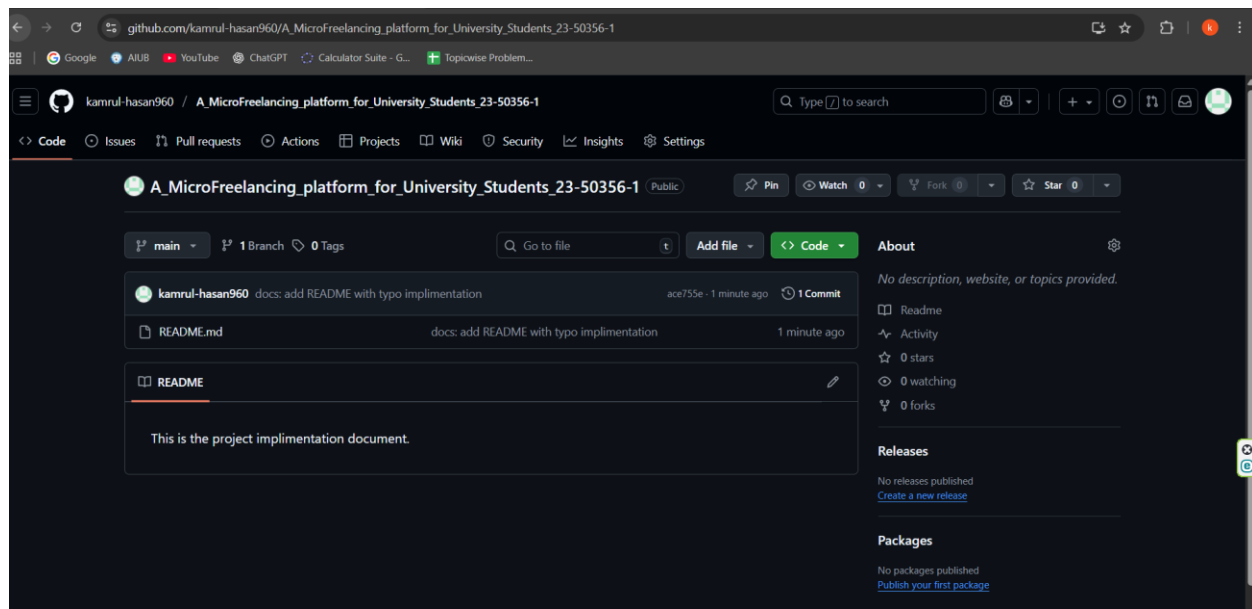 github.com/kamrul-hasan960/A_MicroFreelancing_platform_for_University_Students_23-50356-1
k
Google AIUB YouTube ChatGPT Calculator Suite - G... Topicwise Problem...
kamrul-hasan960 / A_MicroFreelancing_platform_for_University_Students_23-50356-1
Type / to search
Code Issues Pull requests Actions Projects Wiki Security Insights Settings
A_MicroFreelancing_platform_for_University_Students_23-50356-1 Public
Pin Watch 0 Fork 0 Star 0
main 1 Branch 0 Tags
Go to file t
Add file Code
kamrul-hasan960 docs: add README with typo implimentation ace755e · 1 minute ago 1 Commit
README.md docs: add README with typo implimentation 1 minute ago
README
This is the project implimentation document.
About
No description, website, or topics provided.
Readme
Activity
0 stars
0 watching
0 forks
Releases
No releases published
Create a new release
Packages
No packages published
Publish your first package